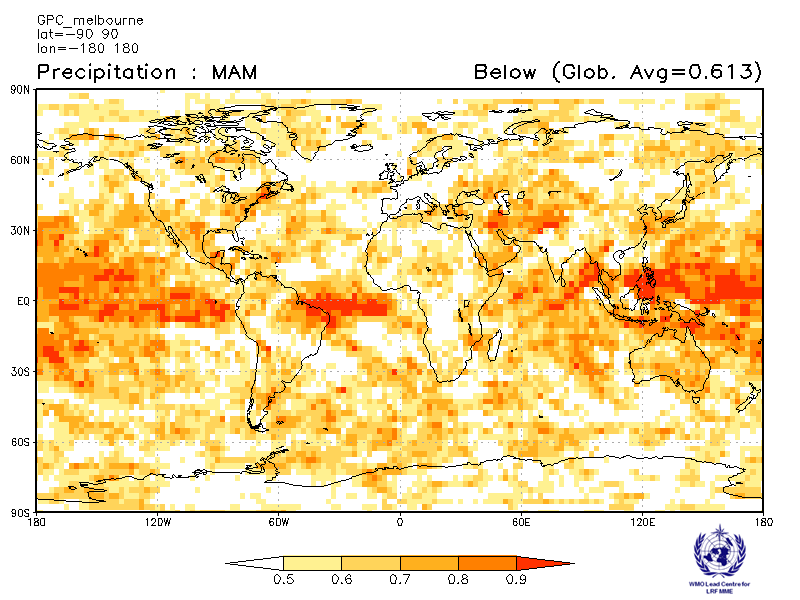 GPC_melbourne
lat=−90 90
lon=−180 180
Precipitation : MAM Below (Glob. Avg=0.613)
90N
60N
30N
EQ
30S
60S
90S
180 120W 60W 0 60E 120E 180
0.5 0.6 0.7 0.8 0.9
WMO Lead Centre for
LRF MME